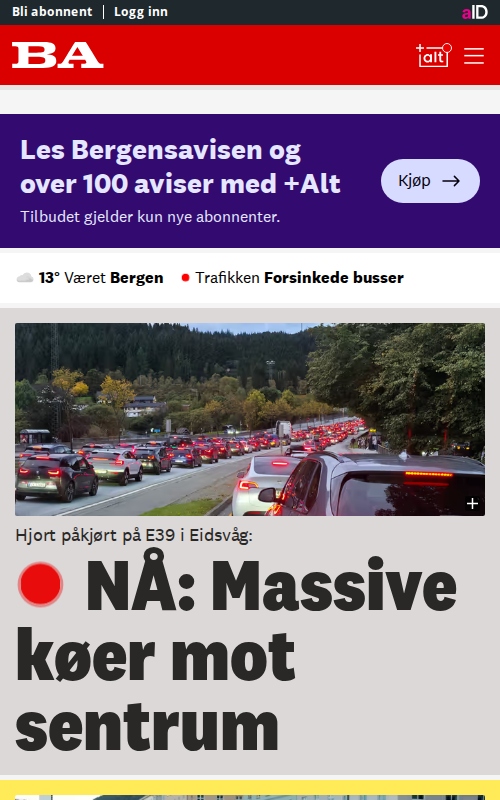 Bli abonnent | Logg inn
aID
BA
+alt
Les Bergensavisen og
over 100 aviser med +Alt
Tilbudet gjelder kun nye abonnenter.
Kjøp →
13° Været Bergen
Trafikken Forsinkede busser
Hjort påkjørt på E39 i Eidsvåg:
NÅ: Massive
køer mot
sentrum